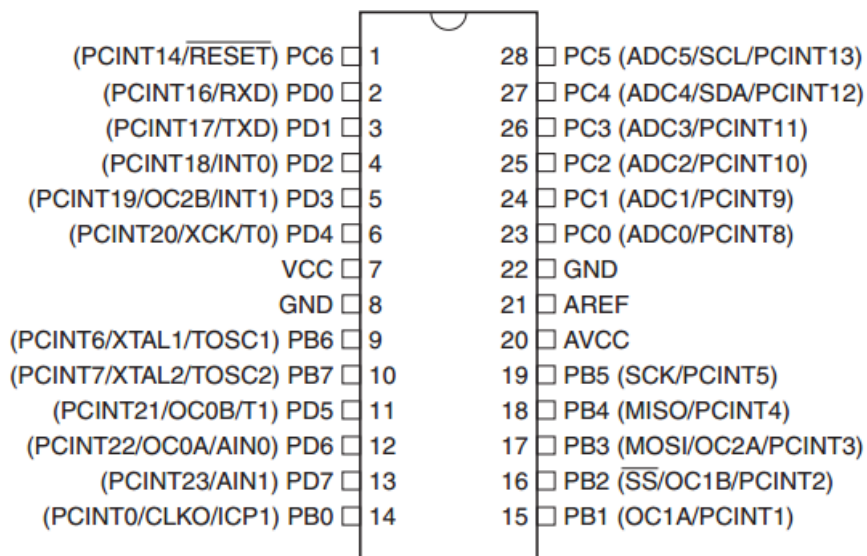 (PCINT14/RESET) PC6 1 28 PC5 (ADC5/SCL/PCINT13)
(PCINT16/RXD) PD0 2 27 PC4 (ADC4/SDA/PCINT12)
(PCINT17/TXD) PD1 3 26 PC3 (ADC3/PCINT11)
(PCINT18/INT0) PD2 4 25 PC2 (ADC2/PCINT10)
(PCINT19/OC2B/INT1) PD3 5 24 PC1 (ADC1/PCINT9)
(PCINT20/XCK/T0) PD4 6 23 PC0 (ADC0/PCINT8)
VCC 7 22 GND
GND 8 21 AREF
(PCINT6/XTAL1/TOSC1) PB6 9 20 AVCC
(PCINT7/XTAL2/TOSC2) PB7 10 19 PB5 (SCK/PCINT5)
(PCINT21/OC0B/T1) PD5 11 18 PB4 (MISO/PCINT4)
(PCINT22/OC0A/AIN0) PD6 12 17 PB3 (MOSI/OC2A/PCINT3)
(PCINT23/AIN1) PD7 13 16 PB2 (SS/OC1B/PCINT2)
(PCINT0/CLKO/ICP1) PB0 14 15 PB1 (OC1A/PCINT1)